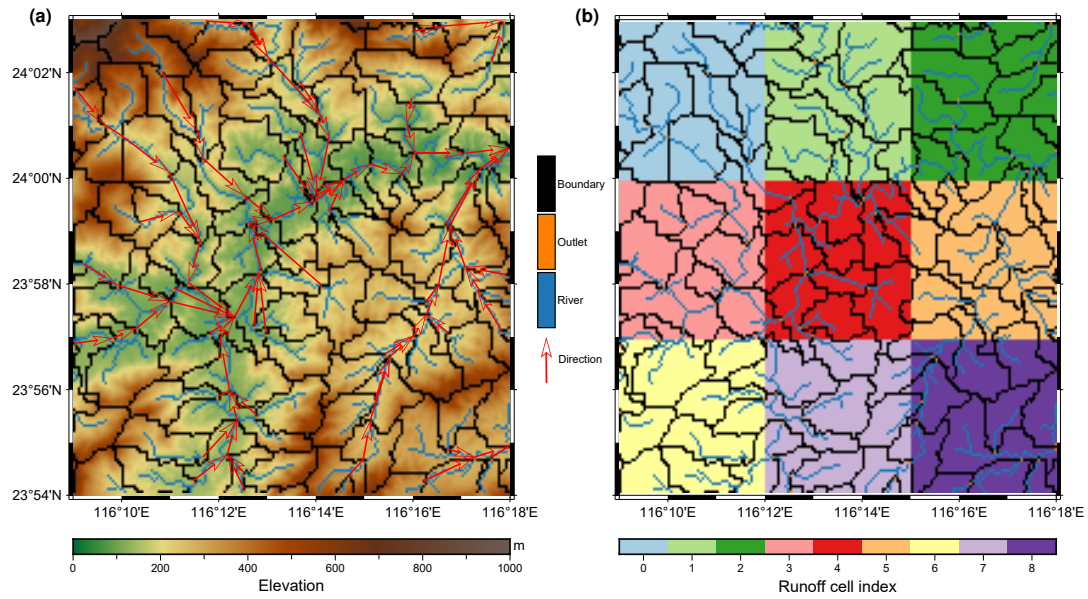 (a)
(b)
24°02'N
24°00'N
23°58'N
23°56'N
23°54'N
116°10'E 116°12'E 116°14'E 116°16'E 116°18'E
Boundary
Outlet
River
Direction
116°10'E 116°12'E 116°14'E 116°16'E 116°18'E
0 200 400 600 800 1000 m
Elevation
0 1 2 3 4 5 6 7 8
Runoff cell index